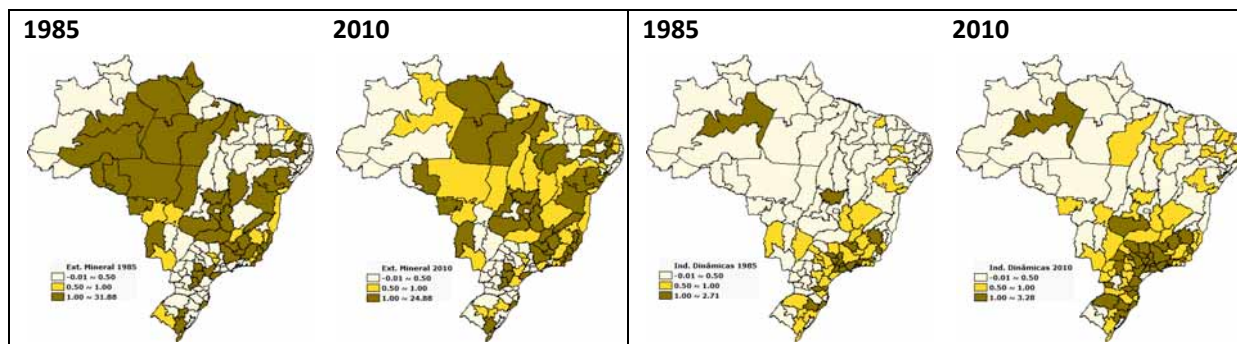 1985
2010
1985
2010
Ext. Mineral 1985
-0.01 ~ 0.50
0.50 ~ 1.00
1.00 ~ 31.88
Ext. Mineral 2010
-0.01 ~ 0.50
0.50 ~ 1.00
1.00 ~ 24.88
Ind. Dinâmicas 1985
-0.01 ~ 0.50
0.50 ~ 1.00
1.00 ~ 2.71
Ind. Dinâmicas 2010
-0.01 ~ 0.50
0.50 ~ 1.00
1.00 ~ 3.28